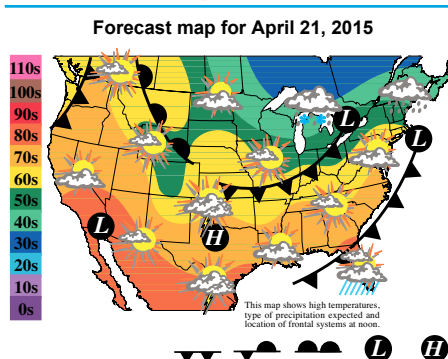 Forecast map for April 21, 2015
110s
100s
90s
80s
70s
60s
50s
40s
30s
20s
10s
0s
L
L
L
H
This map shows high temperatures,
type of precipitation expected and
location of frontal systems at noon.
L
H